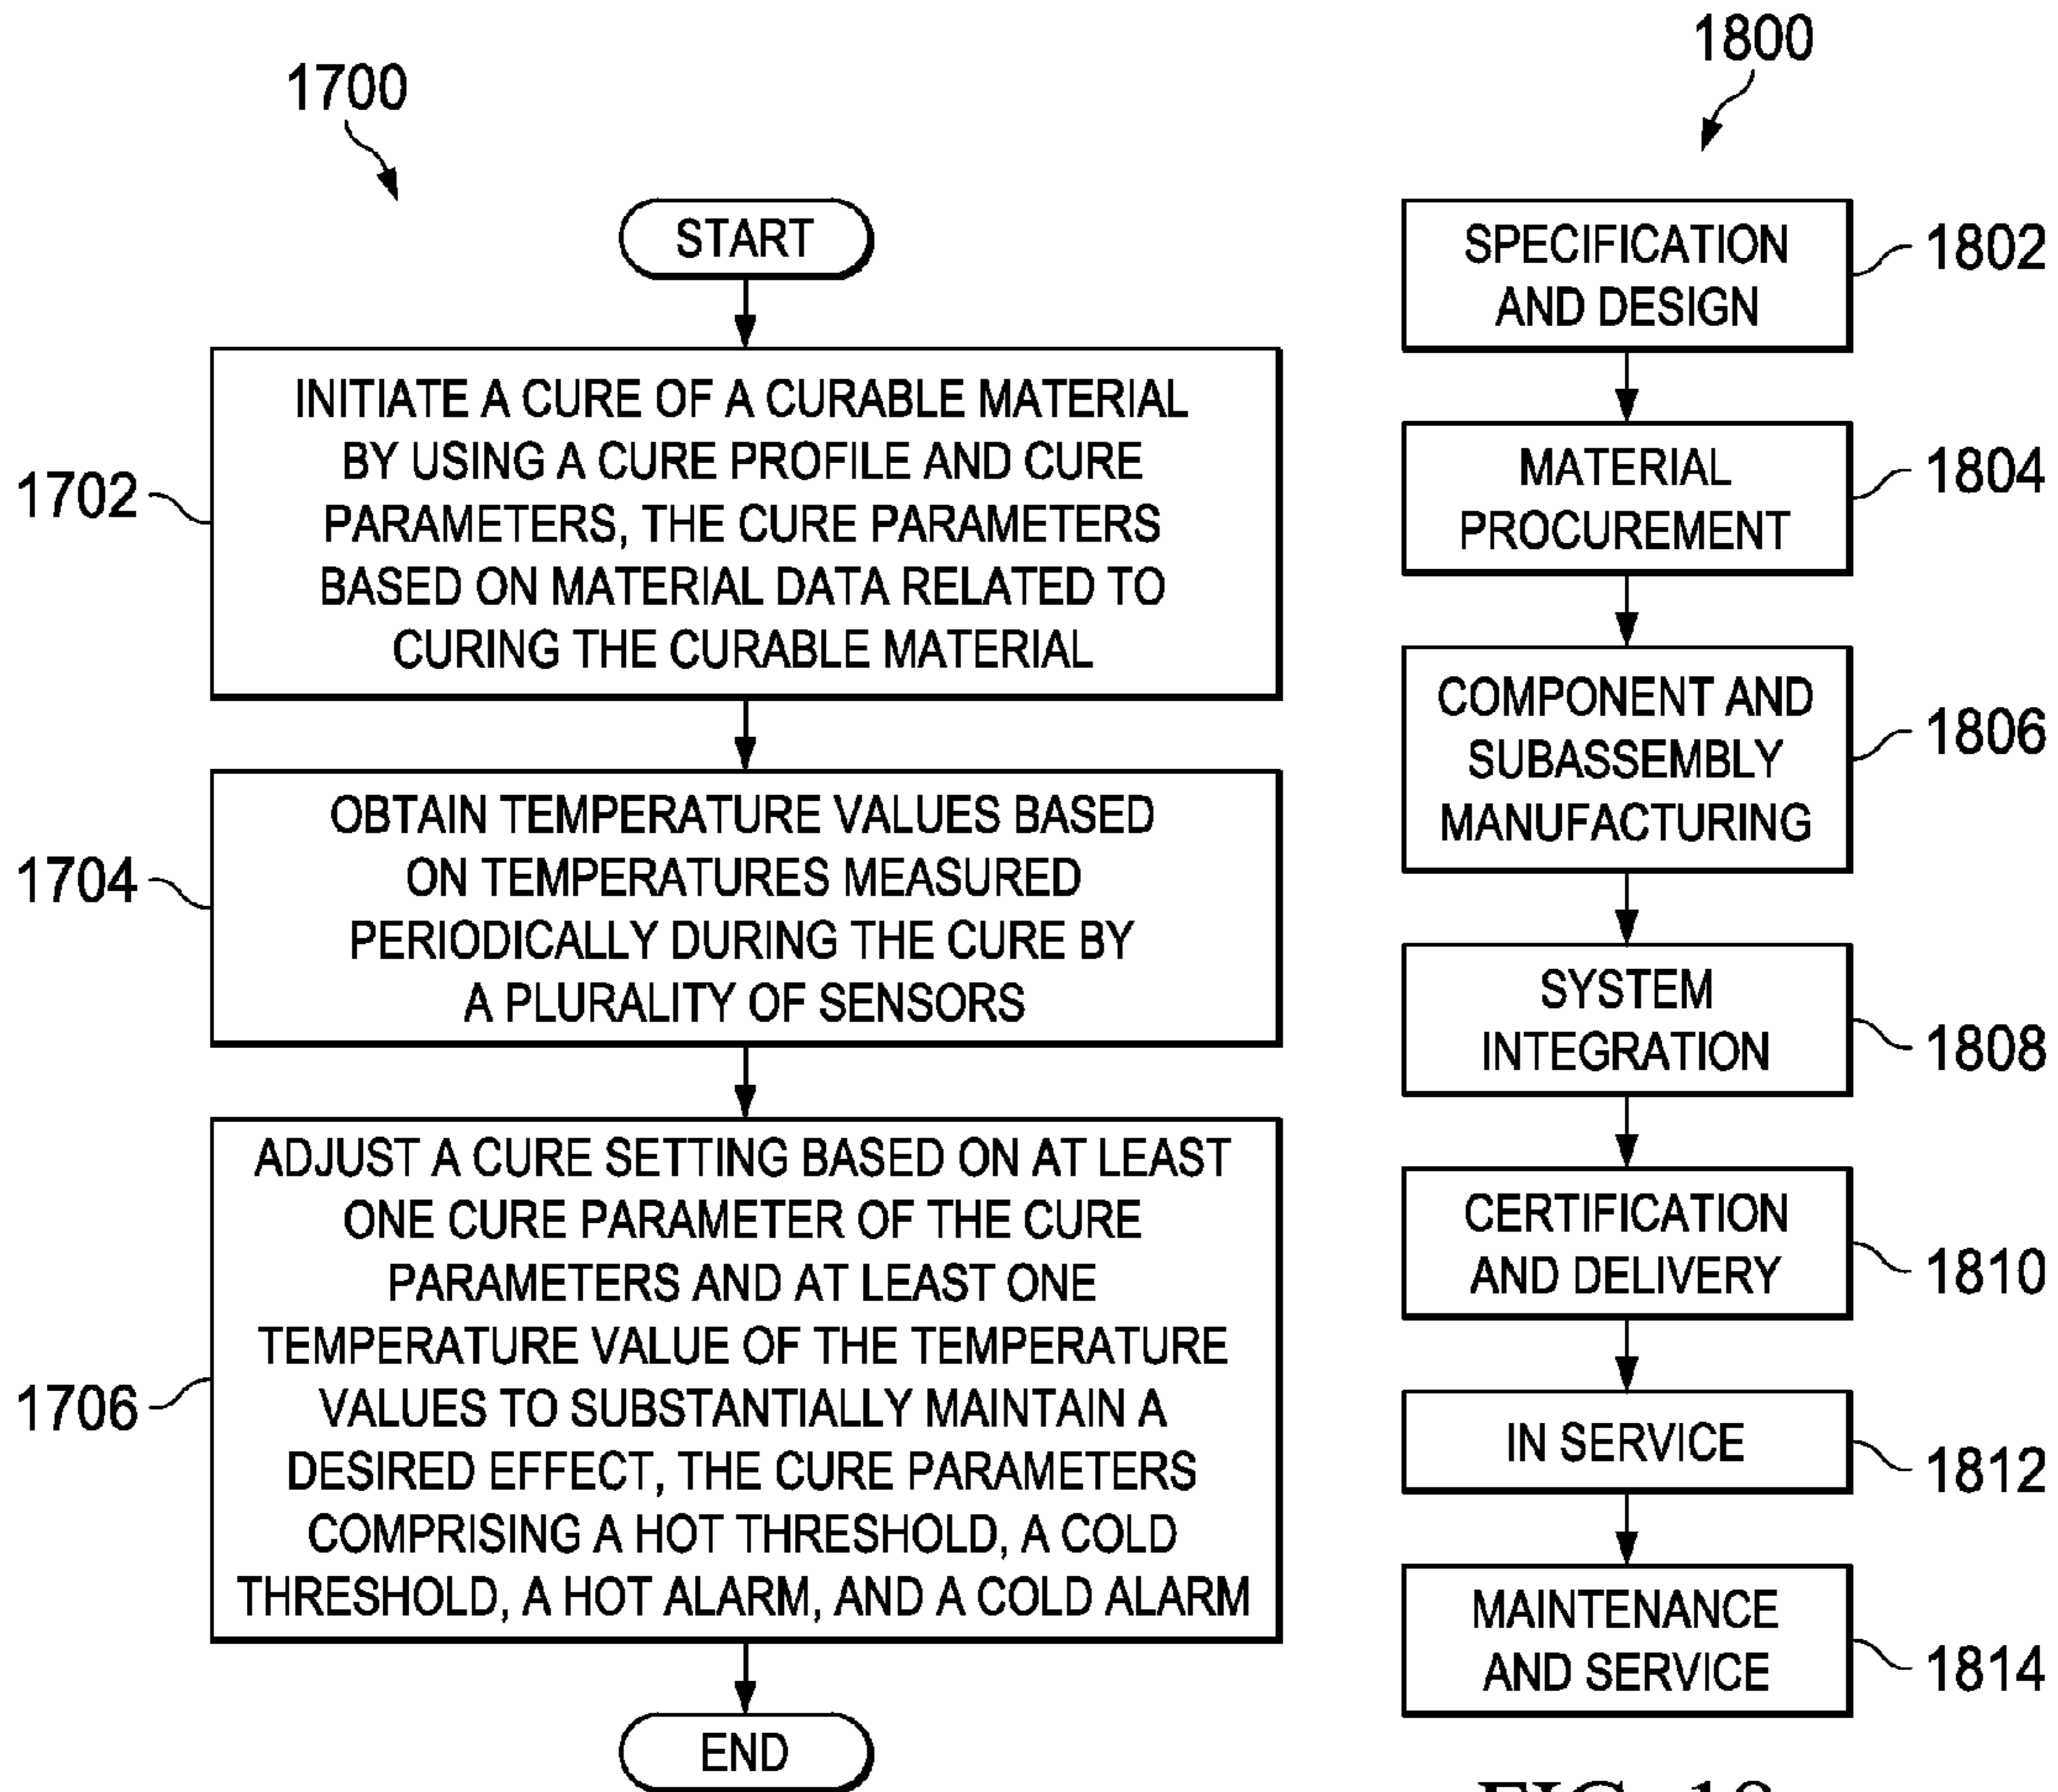 1700
START
1702
INITIATE A CURE OF A CURABLE MATERIAL
BY USING A CURE PROFILE AND CURE
PARAMETERS, THE CURE PARAMETERS
BASED ON MATERIAL DATA RELATED TO
CURING THE CURABLE MATERIAL
1704
OBTAIN TEMPERATURE VALUES BASED
ON TEMPERATURES MEASURED
PERIODICALLY DURING THE CURE BY
A PLURALITY OF SENSORS
1706
ADJUST A CURE SETTING BASED ON AT LEAST
ONE CURE PARAMETER OF THE CURE
PARAMETERS AND AT LEAST ONE
TEMPERATURE VALUE OF THE TEMPERATURE
VALUES TO SUBSTANTIALLY MAINTAIN A
DESIRED EFFECT, THE CURE PARAMETERS
COMPRISING A HOT THRESHOLD, A COLD
THRESHOLD, A HOT ALARM, AND A COLD ALARM
END
1800
SPECIFICATION
AND DESIGN
1802
MATERIAL
PROCUREMENT
1804
COMPONENT AND
SUBASSEMBLY
MANUFACTURING
1806
SYSTEM
INTEGRATION
1808
CERTIFICATION
AND DELIVERY
1810
IN SERVICE
1812
MAINTENANCE
AND SERVICE
1814